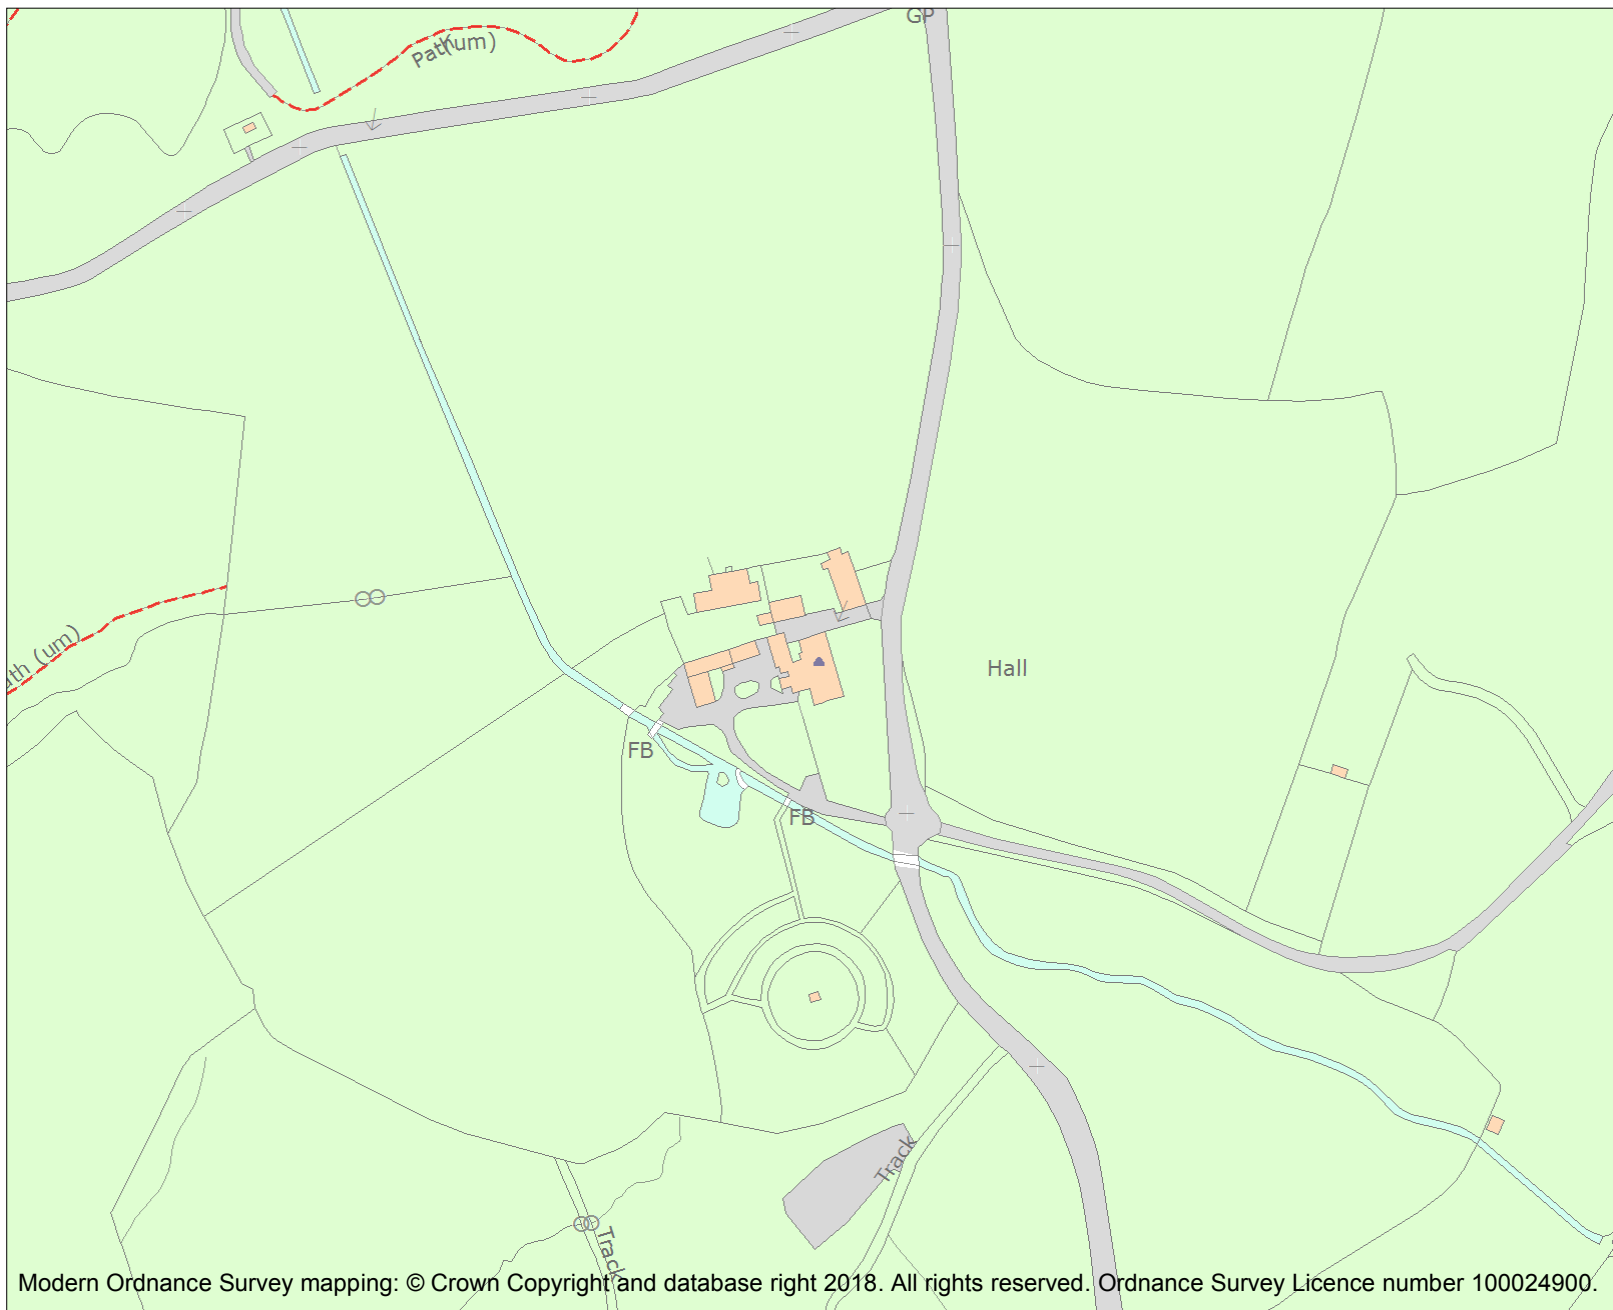 GP
Path (um)
ath (um)
Hall
FB
FB
Track
Track
Modern Ordnance Survey mapping: © Crown Copyright and database right 2018. All rights reserved. Ordnance Survey Licence number 100024900.